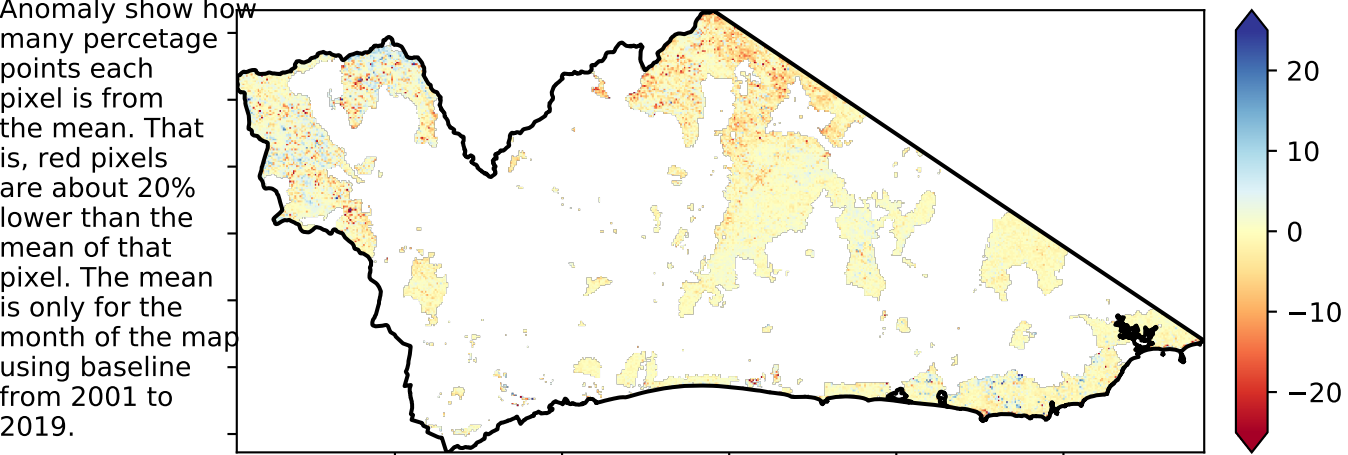 Anomaly show how
many percetage
points each
pixel is from
the mean. That
is, red pixels
are about 20%
lower than the
mean of that
pixel. The mean
is only for the
month of the map
using baseline
from 2001 to
2019.
20
10
0
−10
−20